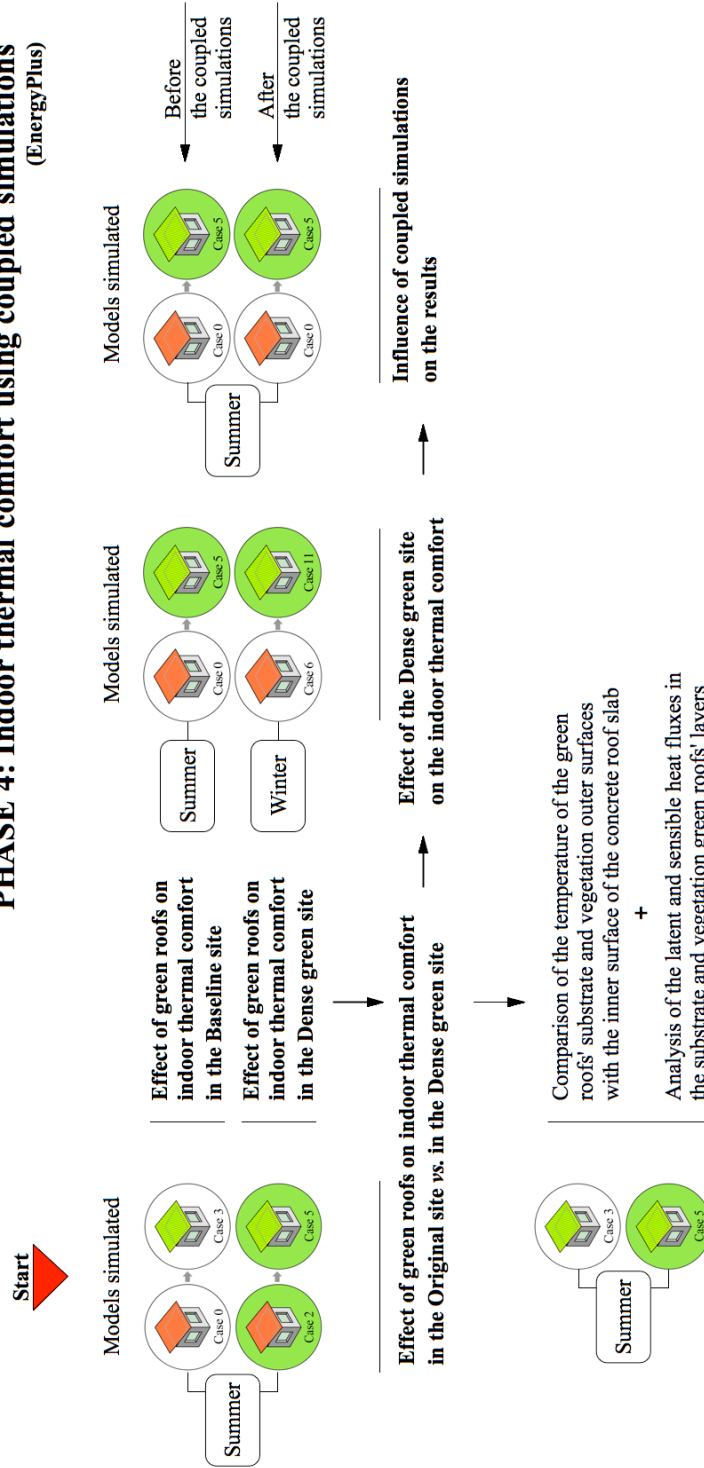 PHASE 4: Indoor thermal comfort using coupled simulations
(EnergyPlus)
Start
Models simulated
Summer
Case 0
Case 3
Case 2
Case 5
Effect of green roofs on
indoor thermal comfort
in the Baseline site
Effect of green roofs on
indoor thermal comfort
in the Dense green site
Effect of green roofs on indoor thermal comfort
in the Original site vs. in the Dense green site
Summer
Case 3
Case 5
Comparison of the temperature of the green
roofs' substrate and vegetation outer surfaces
with the inner surface of the concrete roof slab
+
Analysis of the latent and sensible heat fluxes in
the substrate and vegetation green roofs' layers
Models simulated
Summer
Case 0
Case 5
Winter
Case 6
Case 11
Effect of the Dense green site
on the indoor thermal comfort
Models simulated
Summer
Case 0
Case 5
Case 0
Case 5
Before
the coupled
simulations
After
the coupled
simulations
Influence of coupled simulations
on the results